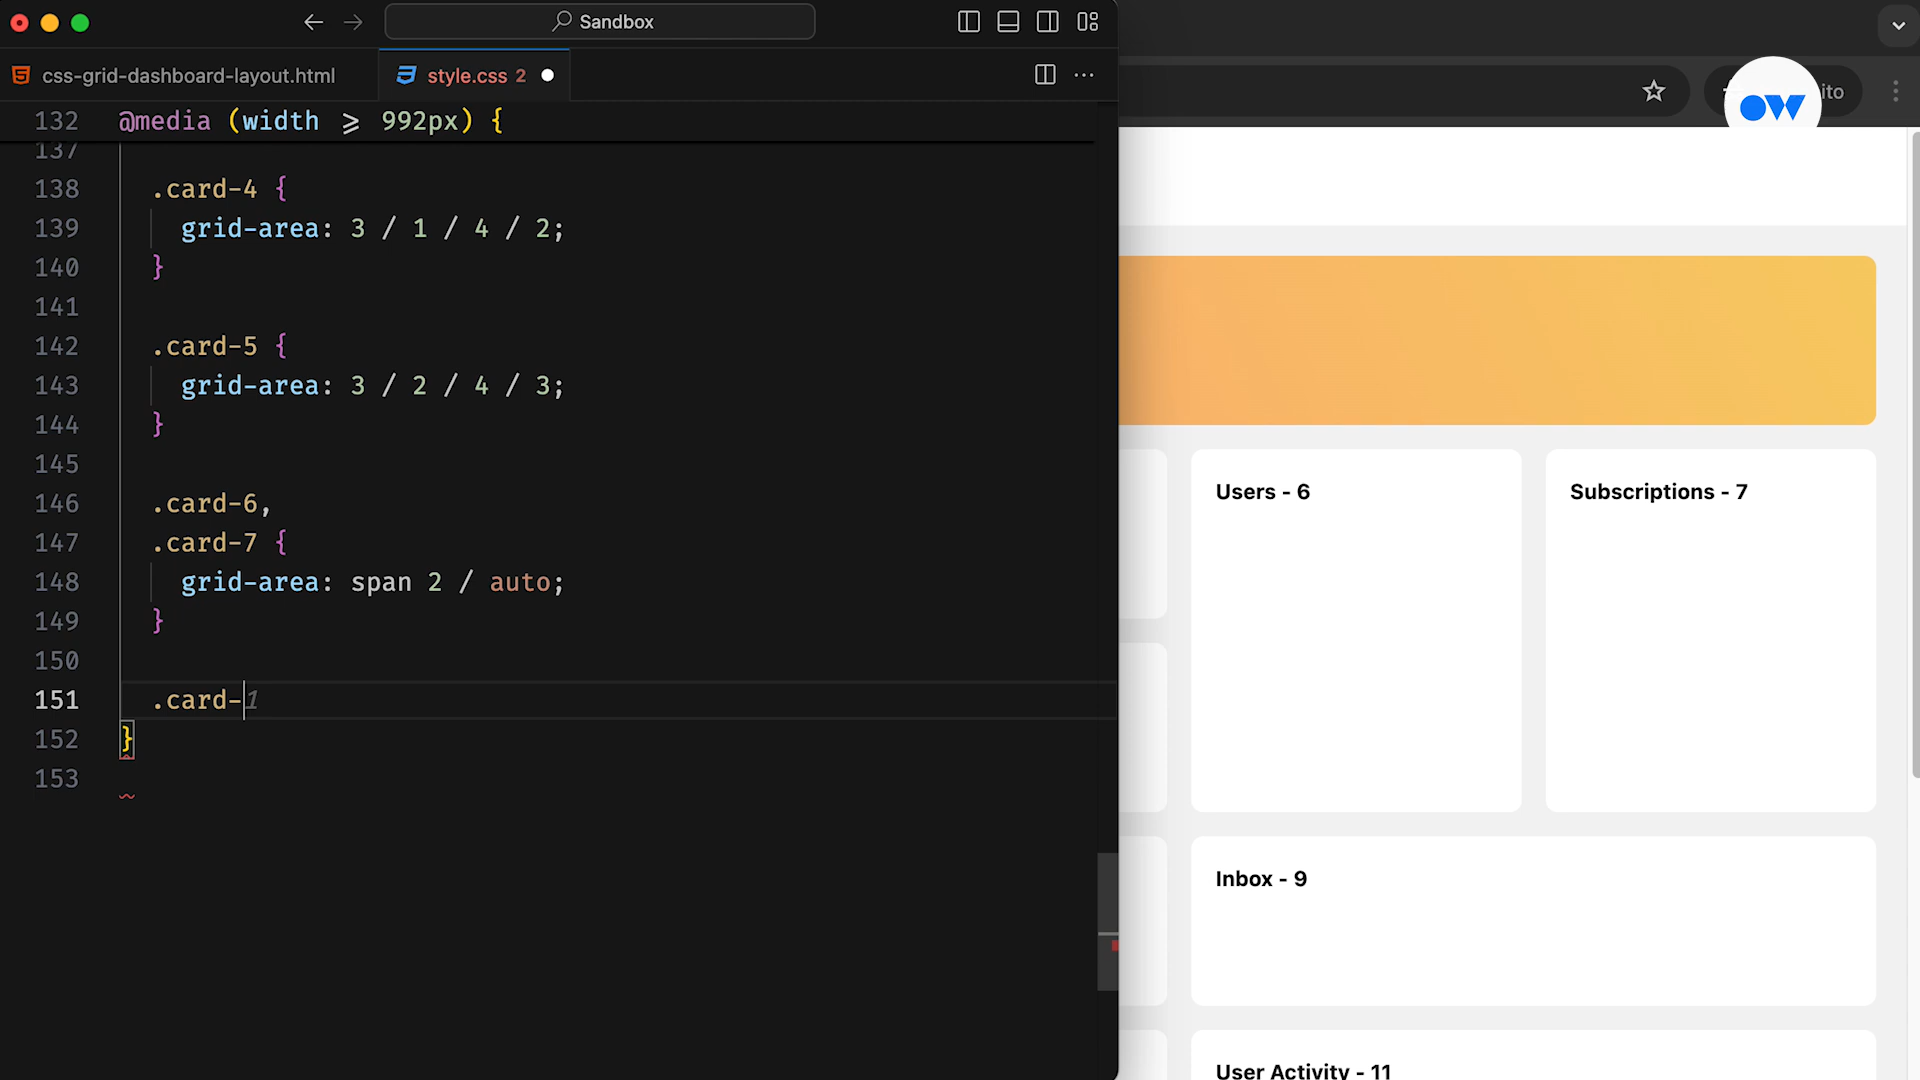 Sandbox
css-grid-dashboard-layout.html
style.css 2
132 @media (width ⩾ 992px) {
137
138 .card-4 {
139 grid-area: 3 / 1 / 4 / 2;
140 }
141
142 .card-5 {
143 grid-area: 3 / 2 / 4 / 3;
144 }
145
146 .card-6,
147 .card-7 {
148 grid-area: span 2 / auto;
149 }
150
151 .card-1
152 }
153
ow
ito
Users - 6
Subscriptions - 7
Inbox - 9
User Activity - 11